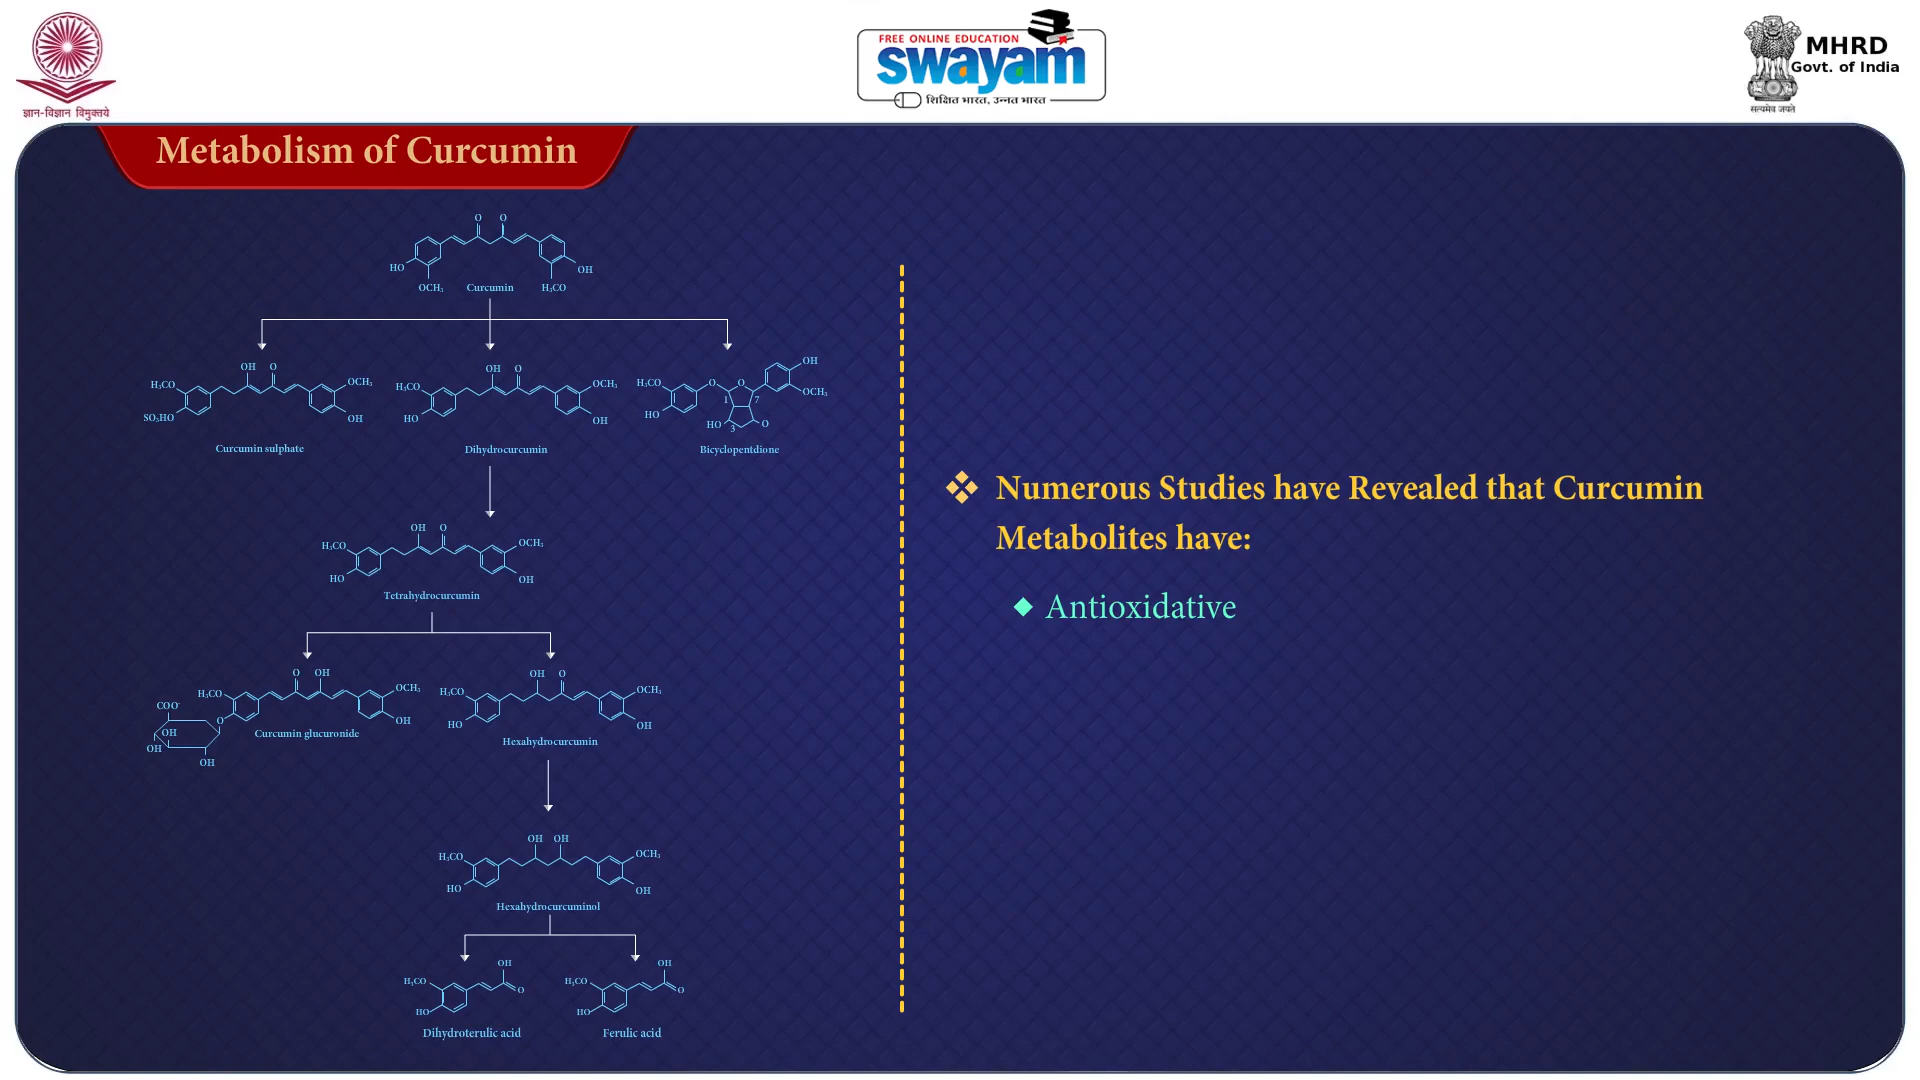 ज्ञान-विज्ञान विमुक्तये
FREE ONLINE EDUCATION
swayam
शिक्षित भारत, उन्नत भारत
MHRD
Govt. of India
सत्यमेव जयते
Metabolism of Curcumin
O O
HO OH
OCH₃ Curcumin H₃CO
OH O
H₃CO OCH₃
SO₃HO OH
Curcumin sulphate
OH O
H₃CO OCH₃
HO OH
Dihydrocurcumin
OH
H₃CO O O
OCH₃
1 7
HO
HO 3 O
Bicyclopentdione
OH O
H₃CO OCH₃
HO OH
Tetrahydrocurcumin
O OH
H₃CO OCH₃
COO⁻
O OH
OH
OH
OH
Curcumin glucuronide
OH O
H₃CO OCH₃
HO OH
Hexahydrocurcumin
OH OH
H₃CO OCH₃
HO OH
Hexahydrocurcuminol
OH
H₃CO
O
HO
Dihydroterulic acid
OH
H₃CO
O
HO
Ferulic acid
Numerous Studies have Revealed that Curcumin
Metabolites have:
Antioxidative